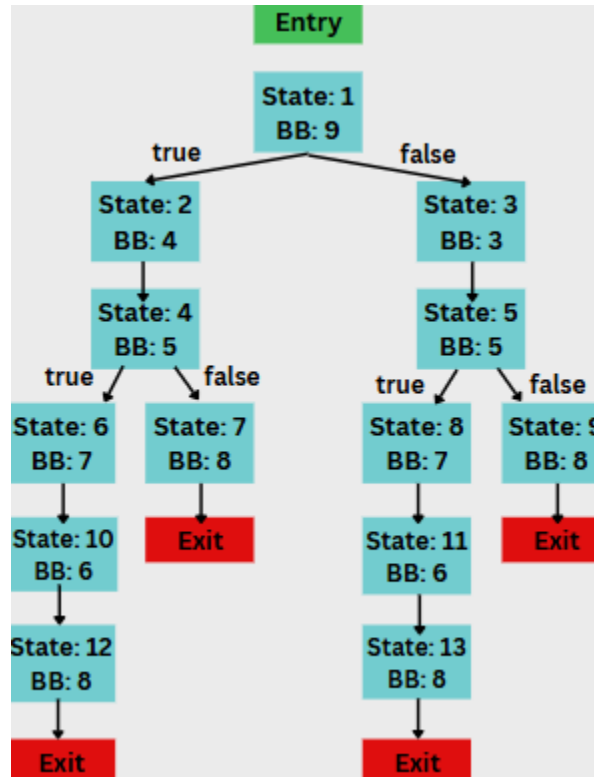 Entry
State: 1
BB: 9
true
false
State: 2
BB: 4
State: 3
BB: 3
State: 4
BB: 5
State: 5
BB: 5
true
false
true
false
State: 6
BB: 7
State: 7
BB: 8
State: 8
BB: 7
State: 9
BB: 8
State: 10
BB: 6
Exit
State: 11
BB: 6
Exit
State: 12
BB: 8
State: 13
BB: 8
Exit
Exit